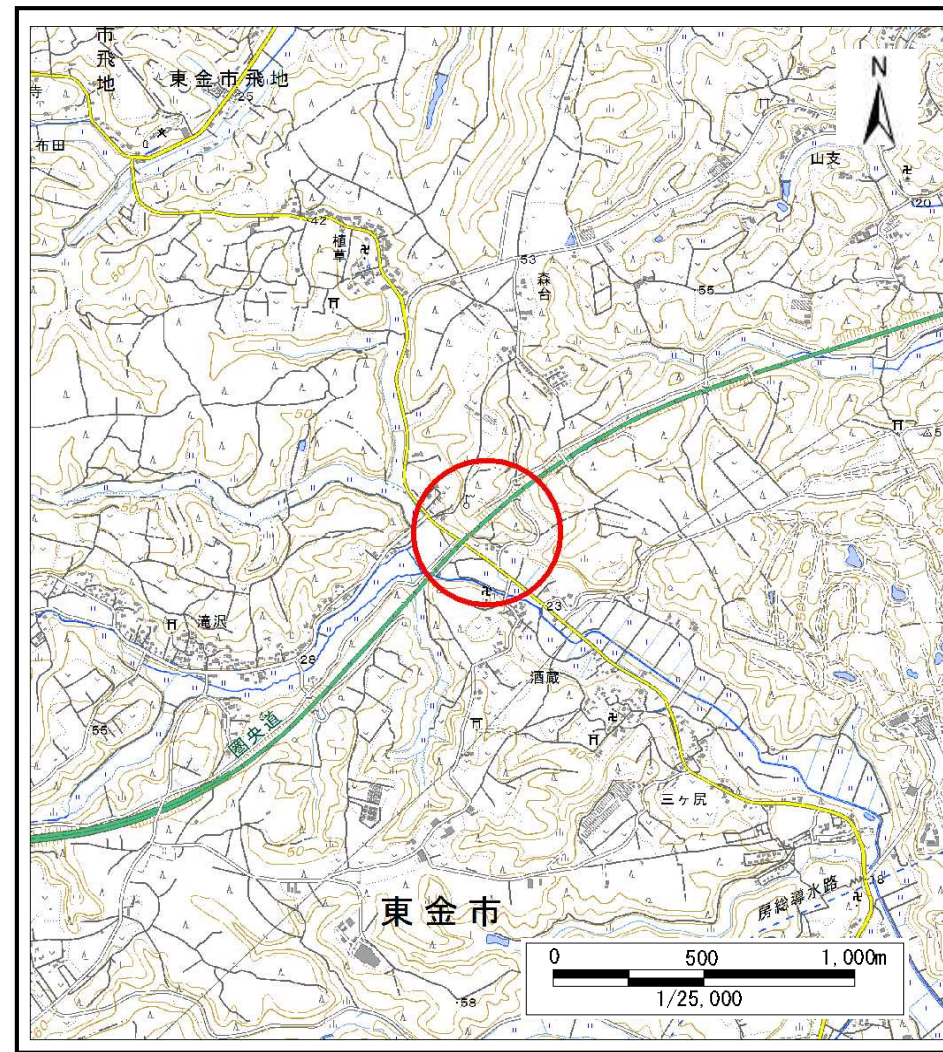 市飛地
東金市飛地
25
寺
布田
N
山支
20
42
植草
53
森台
50
55
50
滝沢
28
23
酒蔵
55
圏央道
三ヶ尻
50
房総導水路
18
東金市
58
0 500 1,000m
1/25,000